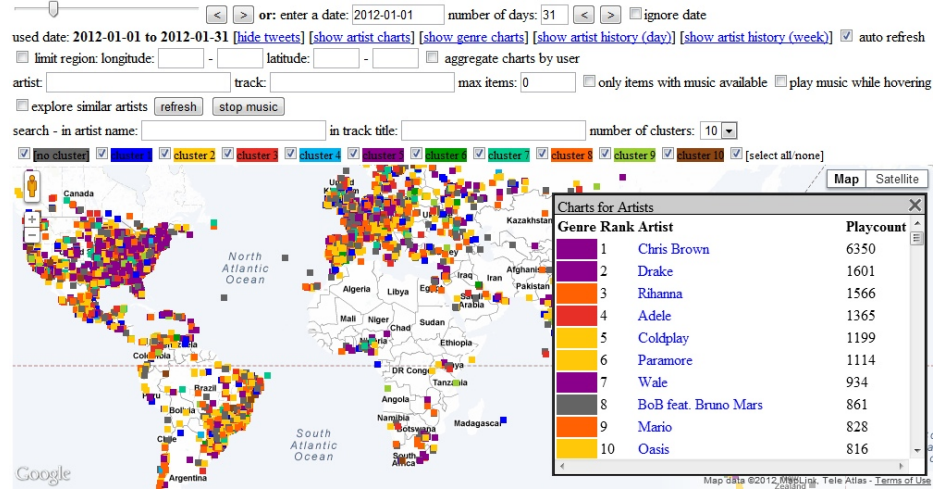 < > or: enter a date: 2012-01-01 number of days: 31 < > ignore date
used date: 2012-01-01 to 2012-01-31 [hide tweets] [show artist charts] [show genre charts] [show artist history (day)] [show artist history (week)] auto refresh
limit region: longitude: - latitude: - aggregate charts by user
artist: track: max items: 0 only items with music available play music while hovering
explore similar artists refresh stop music
search - in artist name: in track title: number of clusters: 10
[no cluster] cluster 1 cluster 2 cluster 3 cluster 4 cluster 5 cluster 6 cluster 7 cluster 8 cluster 9 cluster 10 [select all/none]
Map Satellite
Canada
Kazakhstan
North
Atlantic
Ocean
Algeria
Libya
Iraq
Iran
Pakistan
Saudi
Arabia
Mali
Niger
Chad
Sudan
Ethiopia
DR Congo
Tanzania
Angola
Namibia
Botswana
Madagascar
South
Africa
Brazil
Peru
Bolivia
Chile
Argentina
South
Atlantic
Ocean
Charts for Artists
Genre Rank Artist Playcount
1 Chris Brown 6350
2 Drake 1601
3 Rihanna 1566
4 Adele 1365
5 Coldplay 1199
6 Paramore 1114
7 Wale 934
8 BoB feat. Bruno Mars 861
9 Mario 828
10 Oasis 816
Google
Map data ©2012 MapLink, Tele Atlas - Terms of Use